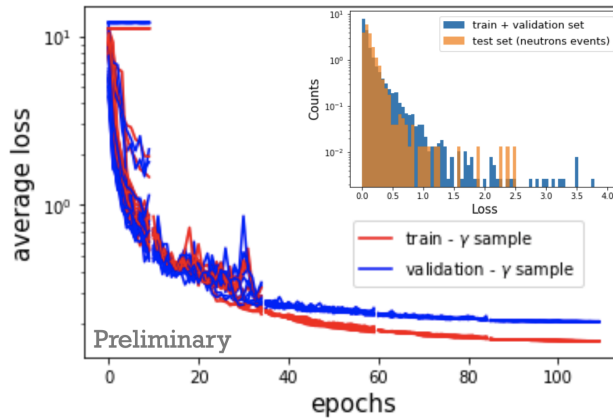 10¹
10⁰
average loss
0
20
40
60
80
100
epochs
Preliminary
train - γ sample
validation - γ sample
train + validation set
test set (neutrons events)
10¹
10⁰
10⁻¹
10⁻²
Counts
0.0
0.5
1.0
1.5
2.0
2.5
3.0
3.5
4.0
Loss